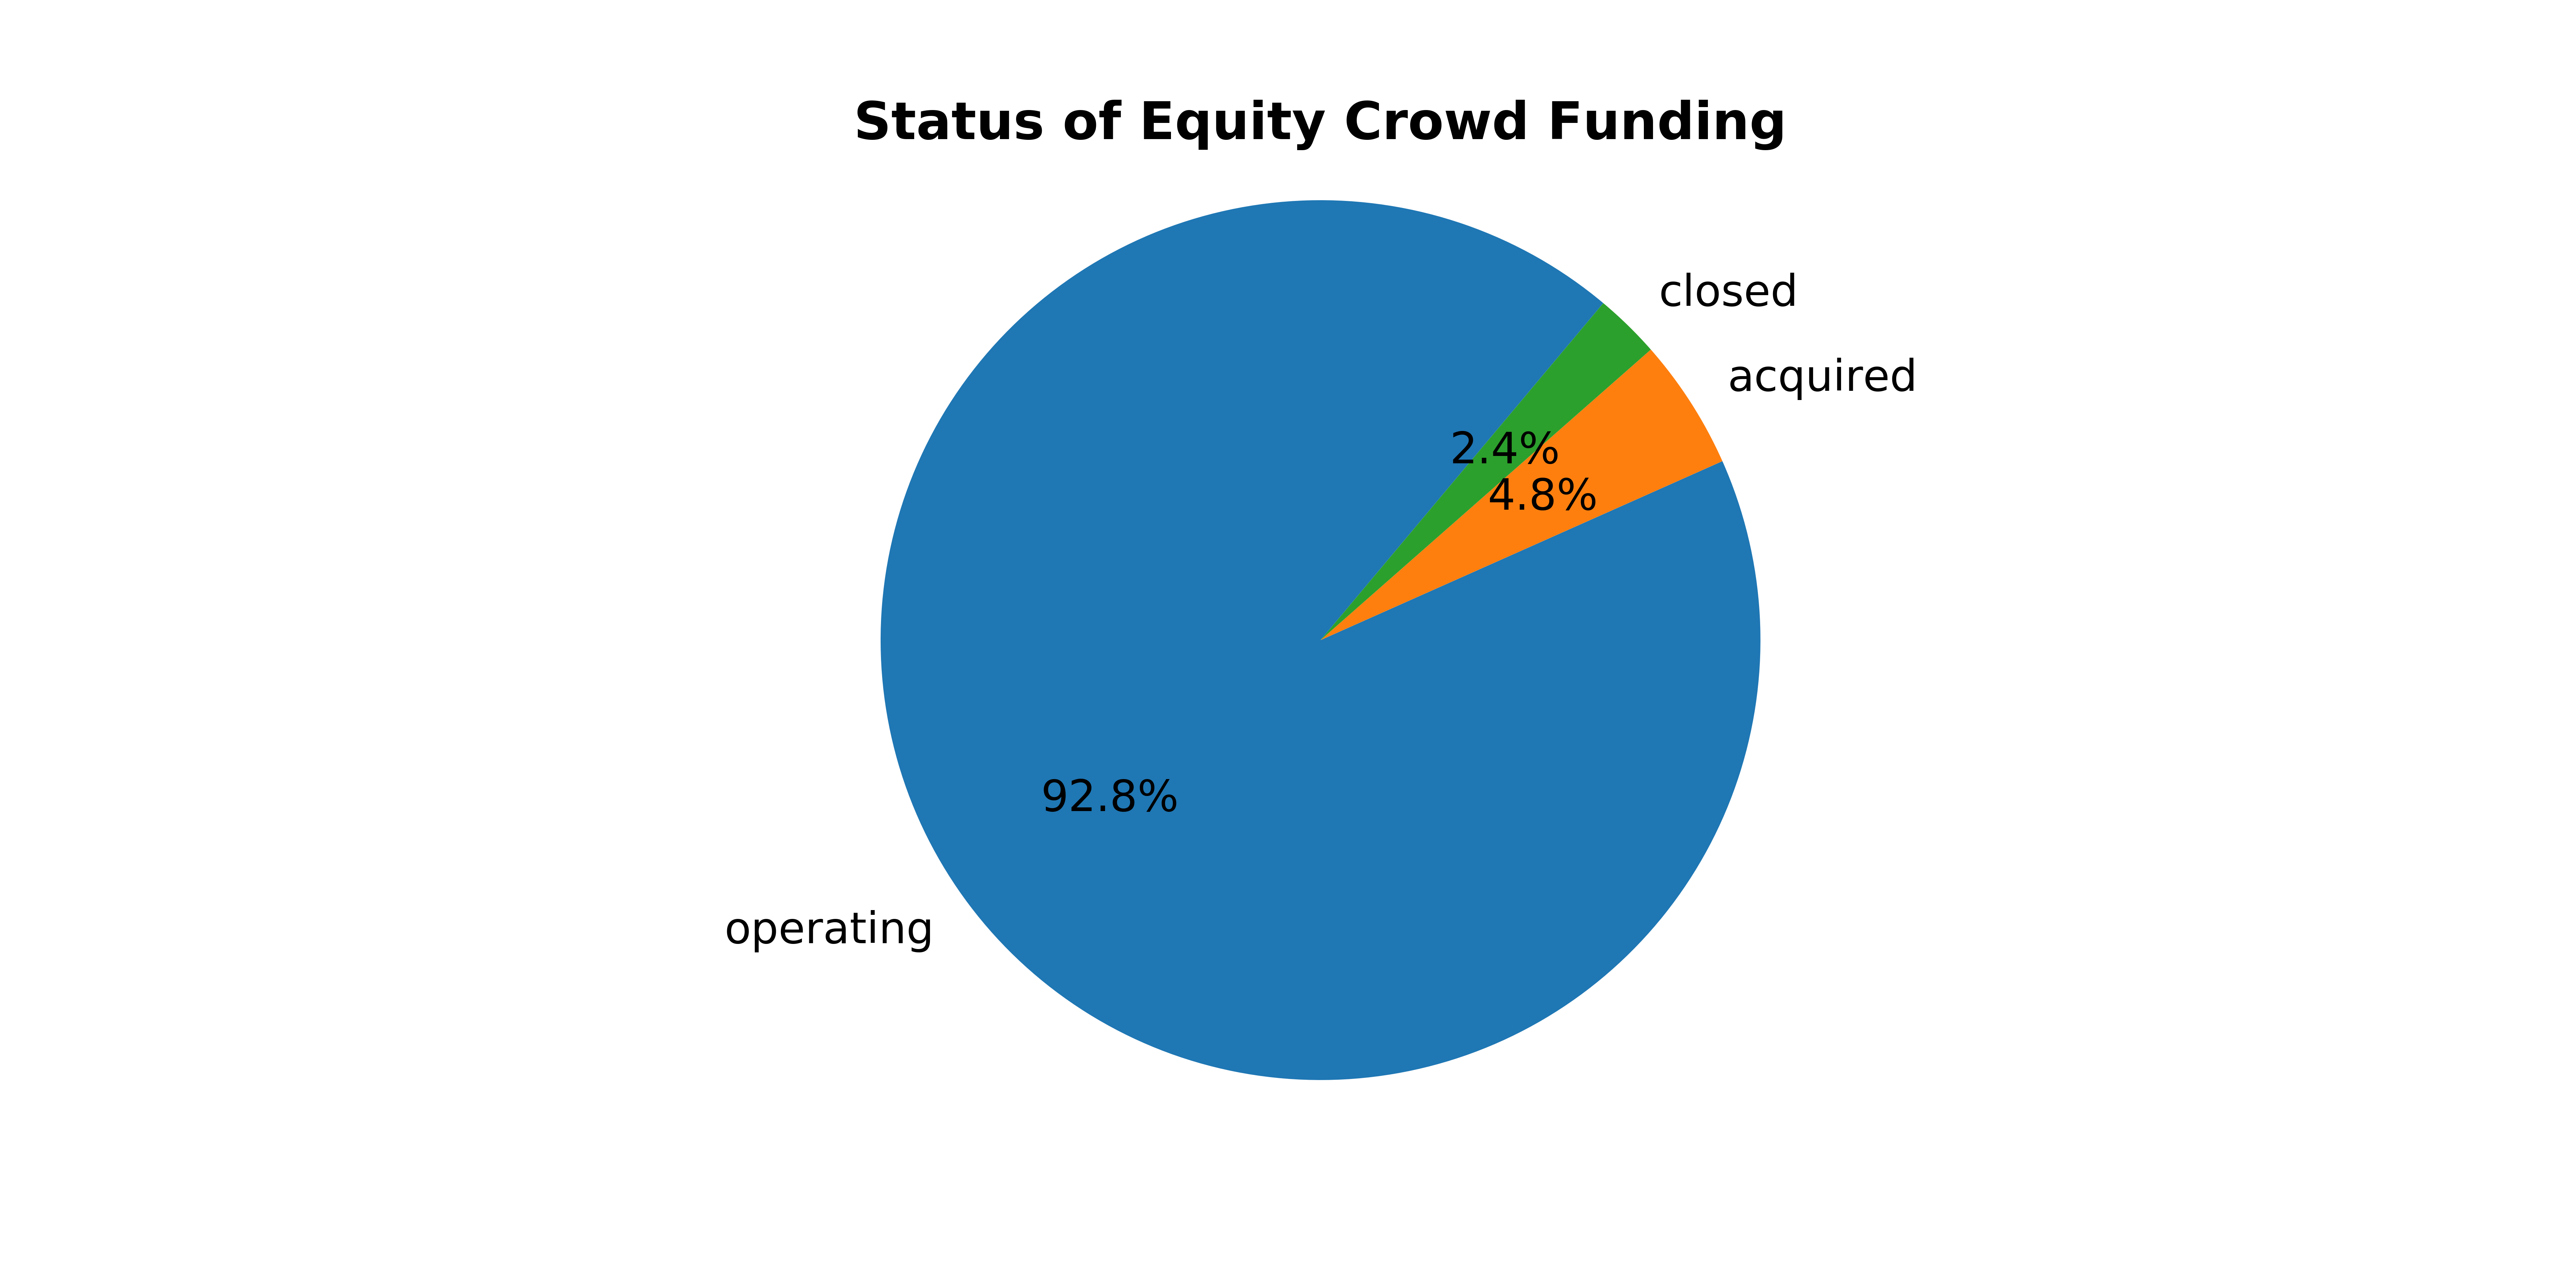 Status of Equity Crowd Funding
closed
acquired
2.4%
4.8%
92.8%
operating